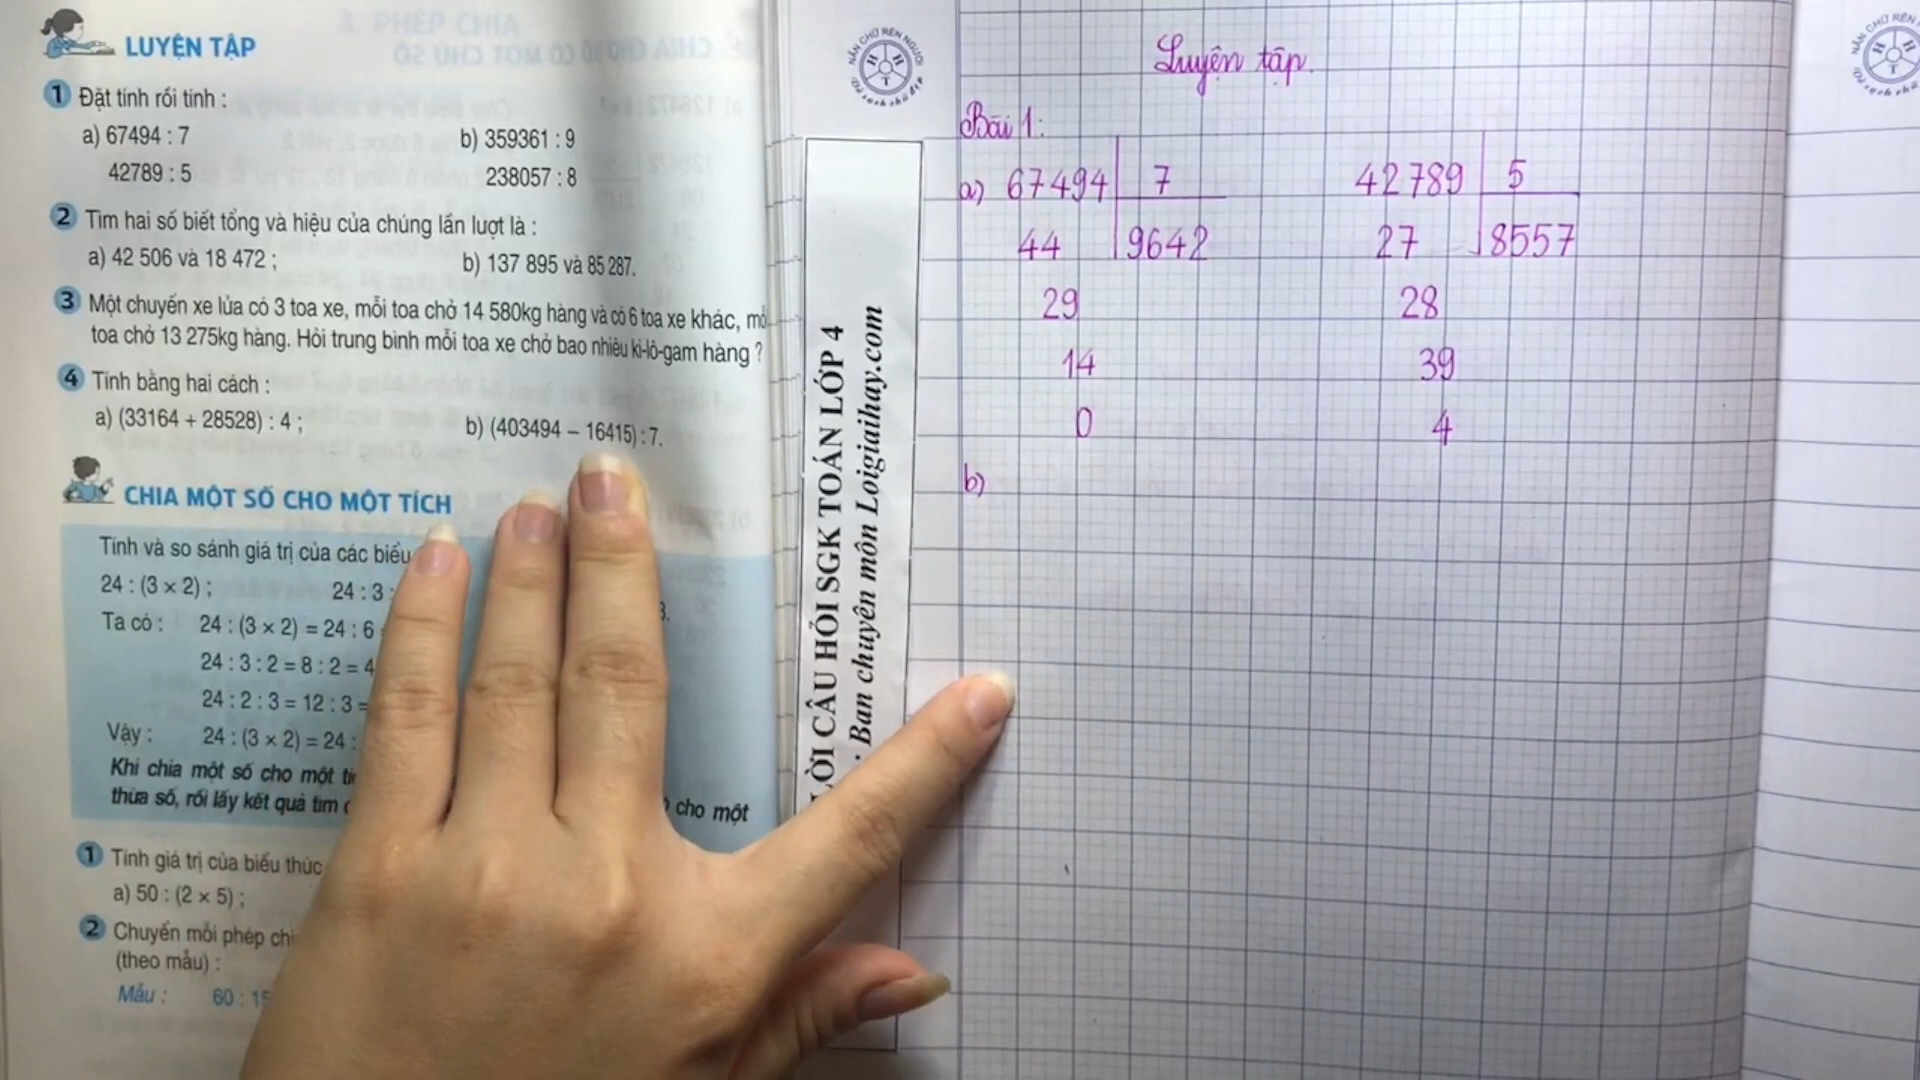 LUYỆN TẬP
1 Đặt tính rồi tính :
a) 67494 : 7
b) 359361 : 9
42789 : 5
238057 : 8
2 Tìm hai số biết tổng và hiệu của chúng lần lượt là :
a) 42 506 và 18 472 ;
b) 137 895 và 85 287.
3 Một chuyến xe lửa có 3 toa xe, mỗi toa chở 14 580kg hàng và có 6 toa xe khác, mỗ
toa chở 13 275kg hàng. Hỏi trung bình mỗi toa xe chở bao nhiêu ki-lô-gam hàng ?
4 Tính bằng hai cách :
a) (33164 + 28528) : 4 ;
b) (403494 – 16415) : 7.
CHIA MỘT SỐ CHO MỘT TÍCH
Tính và so sánh giá trị của các biểu
24 : (3 × 2) ;
24 : 3 :
Ta có :
24 : (3 × 2) = 24 : 6
24 : 3 : 2 = 8 : 2 = 4
24 : 2 : 3 = 12 : 3 =
Vậy :
24 : (3 × 2) = 24 :
Khi chia một số cho một tí
thừa số, rồi lấy kết quả tìm
cho một
1 Tính giá trị của biểu thức
a) 50 : (2 × 5) ;
2 Chuyển mỗi phép chi
(theo mẫu) :
Mẫu :
60 : 15
LỜI CÂU HỎI SGK TOÁN LỚP 4
: Ban chuyên môn Loigiaihay.com
Luyện tập
Bài 1:
a) 67494 7
44 9642
29
14
0
42789 5
27 8557
28
39
4
b)